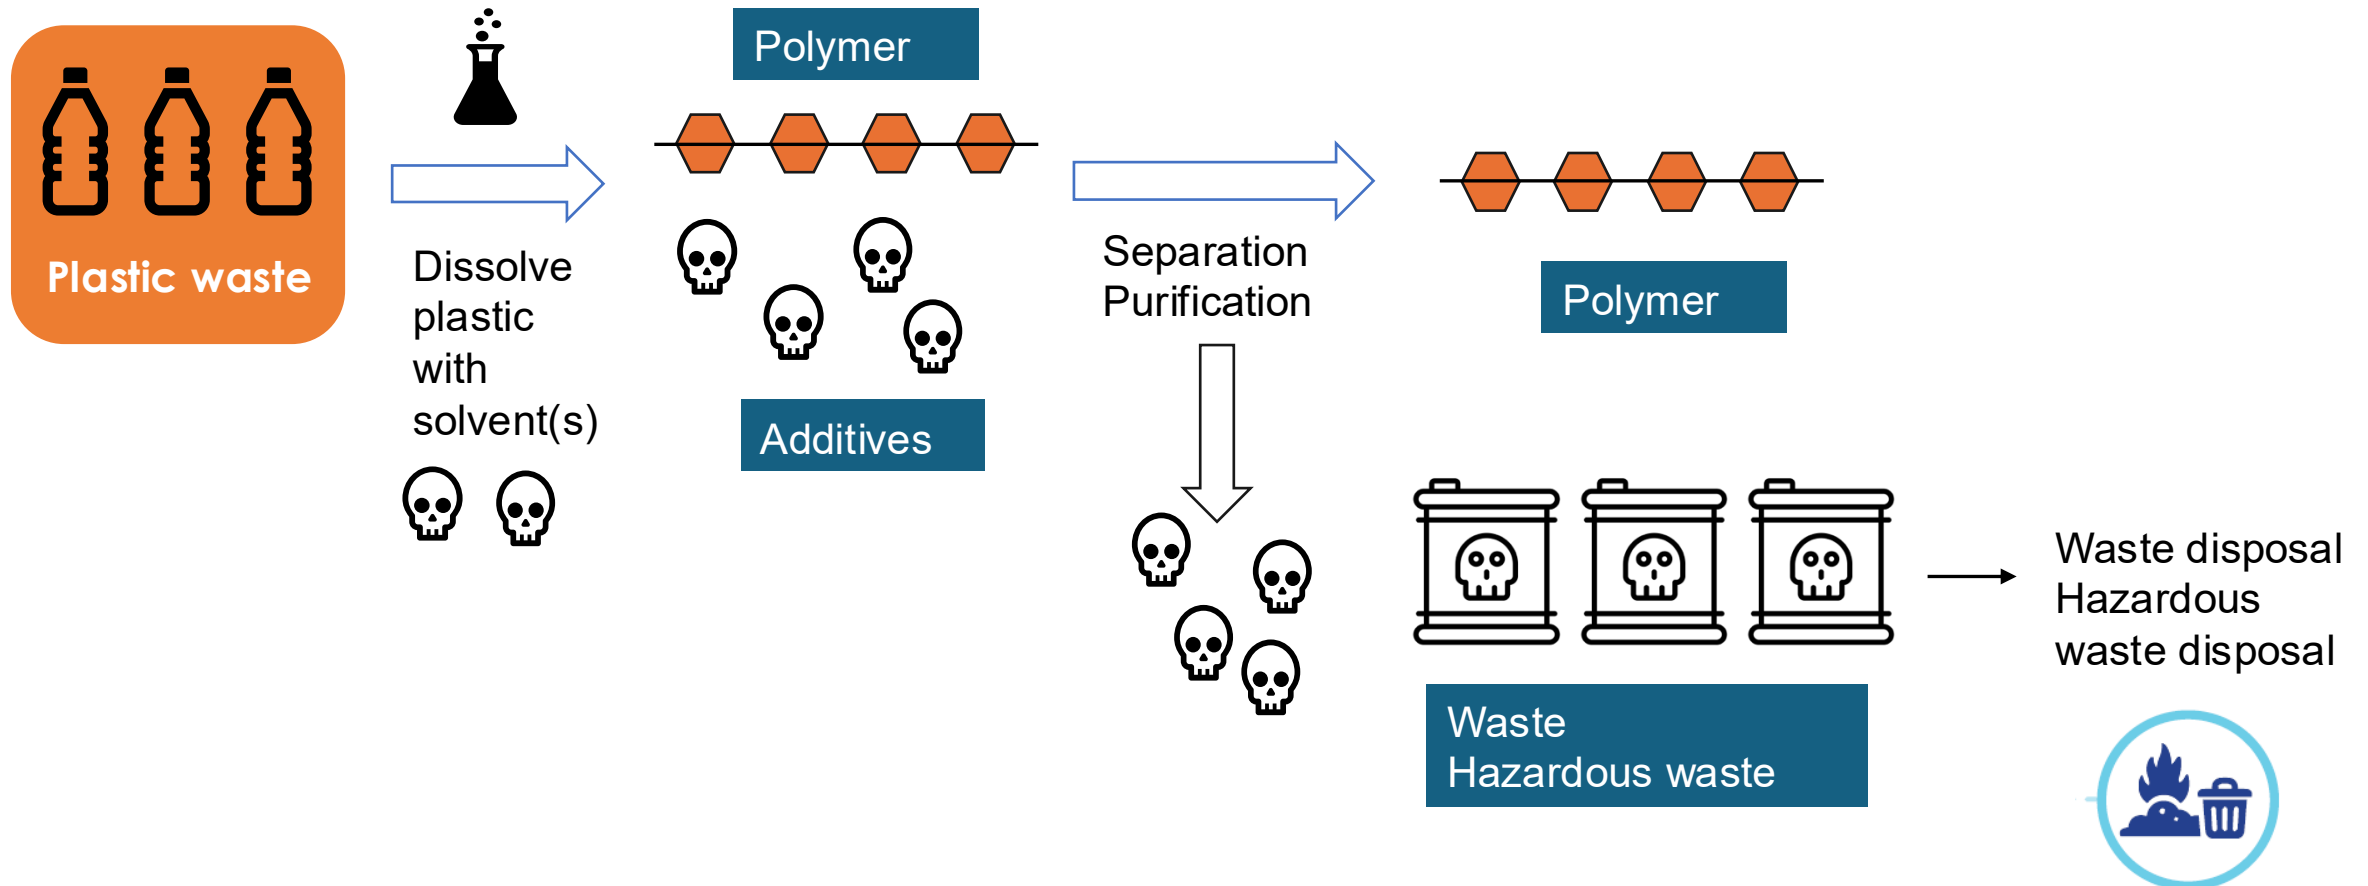 Plastic waste
Dissolve
plastic
with
solvent(s)
Polymer
Additives
Separation
Purification
Polymer
Waste
Hazardous waste
Waste disposal
Hazardous
waste disposal